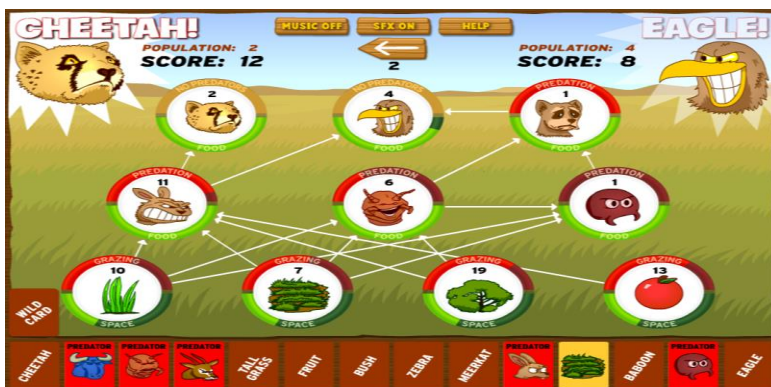 CHEETAH!
MUSIC OFF
SFX ON
HELP
EAGLE!
POPULATION: 2
SCORE: 12
2
POPULATION: 4
SCORE: 8
NO PREDATORS
2
FOOD
NO PREDATORS
4
FOOD
PREDATION
1
FOOD
PREDATION
11
FOOD
PREDATION
6
FOOD
PREDATION
1
FOOD
GRAZING
10
SPACE
GRAZING
7
SPACE
GRAZING
19
SPACE
GRAZING
13
SPACE
WILD
CARD
CHEETAH
PREDATOR
PREDATOR
PREDATOR
TALL
GRASS
FRUIT
BUSH
ZEBRA
MEERKAT
PREDATOR
BABOON
PREDATOR
EAGLE